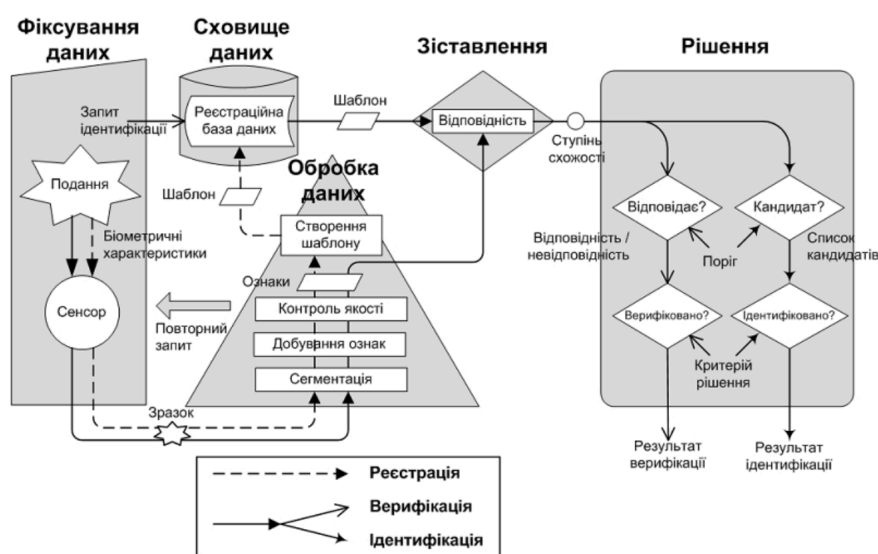 Фіксування
даних
Сховище
даних
Зіставлення
Рішення
Запит
ідентифікації
Реєстраційна
база даних
Шаблон
Відповідність
Ступінь
схожості
Подання
Шаблон
Обробка
даних
Створення
шаблону
Біометричні
характеристики
Ознаки
Сенсор
Повторний
запит
Контроль якості
Добування ознак
Сегментація
Зразок
Відповідає?
Кандидат?
Відповідність /
невідповідність
Поріг
Список
кандидатів
Верифіковано?
Ідентифіковано?
Критерій
рішення
Результат
верифікації
Результат
ідентифікації
Реєстрація
Верифікація
Ідентифікація